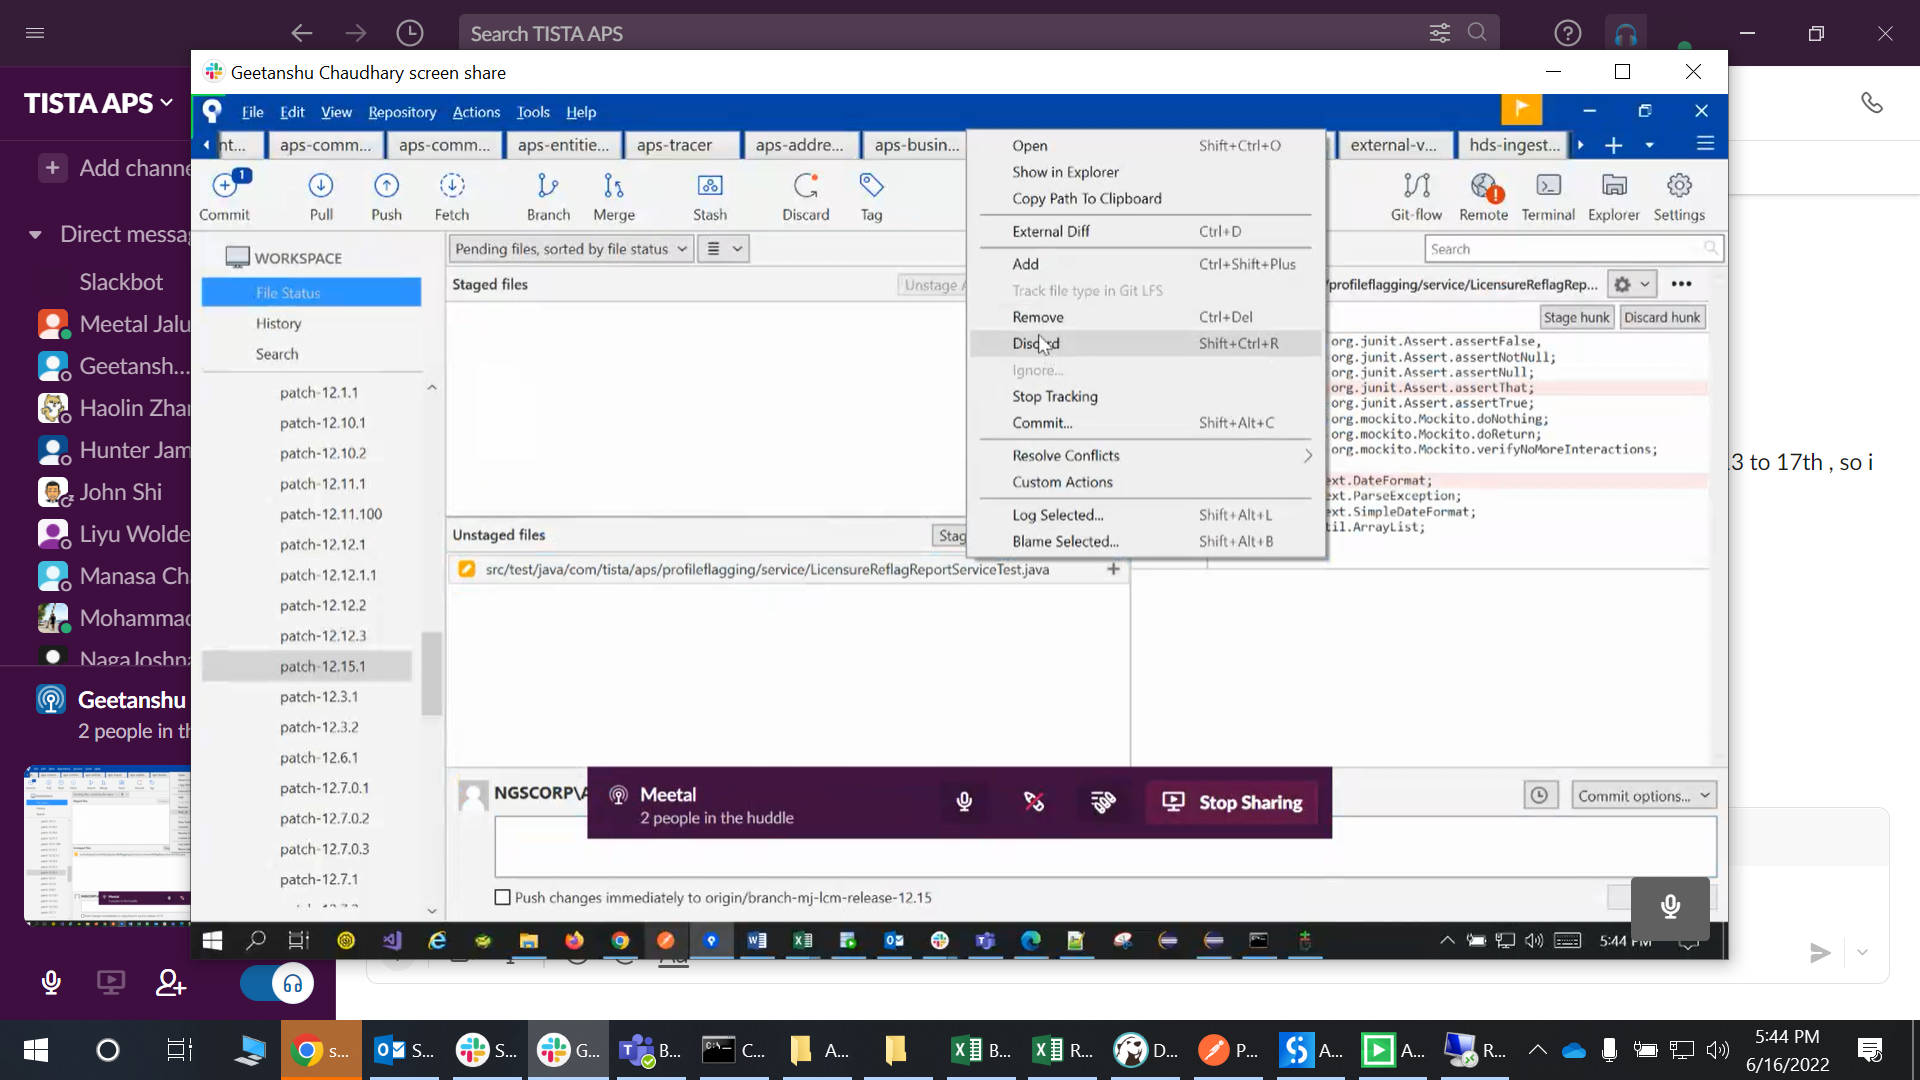 Search TISTA APS
TISTA APS
Add channe
Direct messa
Slackbot
Meetal Jalu
Geetansh...
Haolin Zha
Hunter Jam
John Shi
Liyu Wolde
Manasa Ch
Mohammad
NagaJoshna
Geetanshu
2 people in th
Geetanshu Chaudhary screen share
File Edit View Repository Actions Tools Help
nt... aps-comm... aps-comm... aps-entitie... aps-tracer aps-addre... aps-busin... external-v... hds-ingest...
1
Commit Pull Push Fetch Branch Merge Stash Discard Tag Git-flow Remote Terminal Explorer Settings
WORKSPACE
File Status
History
Search
patch-12.1.1
patch-12.10.1
patch-12.10.2
patch-12.11.1
patch-12.11.100
patch-12.12.1
patch-12.12.1.1
patch-12.12.2
patch-12.12.3
patch-12.15.1
patch-12.3.1
patch-12.3.2
patch-12.6.1
patch-12.7.0.1
patch-12.7.0.2
patch-12.7.0.3
patch-12.7.1
Pending files, sorted by file status
Search
Staged files
Unstage A
Unstaged files
Stag
src/test/java/com/tista/aps/profileflagging/service/LicensureReflagReportServiceTest.java
Open Shift+Ctrl+O
Show in Explorer
Copy Path To Clipboard
External Diff Ctrl+D
Add Ctrl+Shift+Plus
Track file type in Git LFS
Remove Ctrl+Del
Discard Shift+Ctrl+R
Ignore...
Stop Tracking
Commit... Shift+Alt+C
Resolve Conflicts
Custom Actions
Log Selected... Shift+Alt+L
Blame Selected... Shift+Alt+B
'profileflagging/service/LicensureReflagRep...
Stage hunk Discard hunk
org.junit.Assert.assertFalse,
org.junit.Assert.assertNotNull;
org.junit.Assert.assertNull;
org.junit.Assert.assertThat;
org.junit.Assert.assertTrue;
org.mockito.Mockito.doNothing;
org.mockito.Mockito.doReturn;
org.mockito.Mockito.verifyNoMoreInteractions;
ext.DateFormat;
ext.ParseException;
ext.SimpleDateFormat;
til.ArrayList;
3 to 17th , so i
NGSCORP\A
Meetal
2 people in the huddle
Stop Sharing
Commit options...
Push changes immediately to origin/branch-mj-lcm-release-12.15
5:44 PM
Aa
s... S... S... G... B... C... A... B... R... D... P... A... A... R...
5:44 PM
6/16/2022